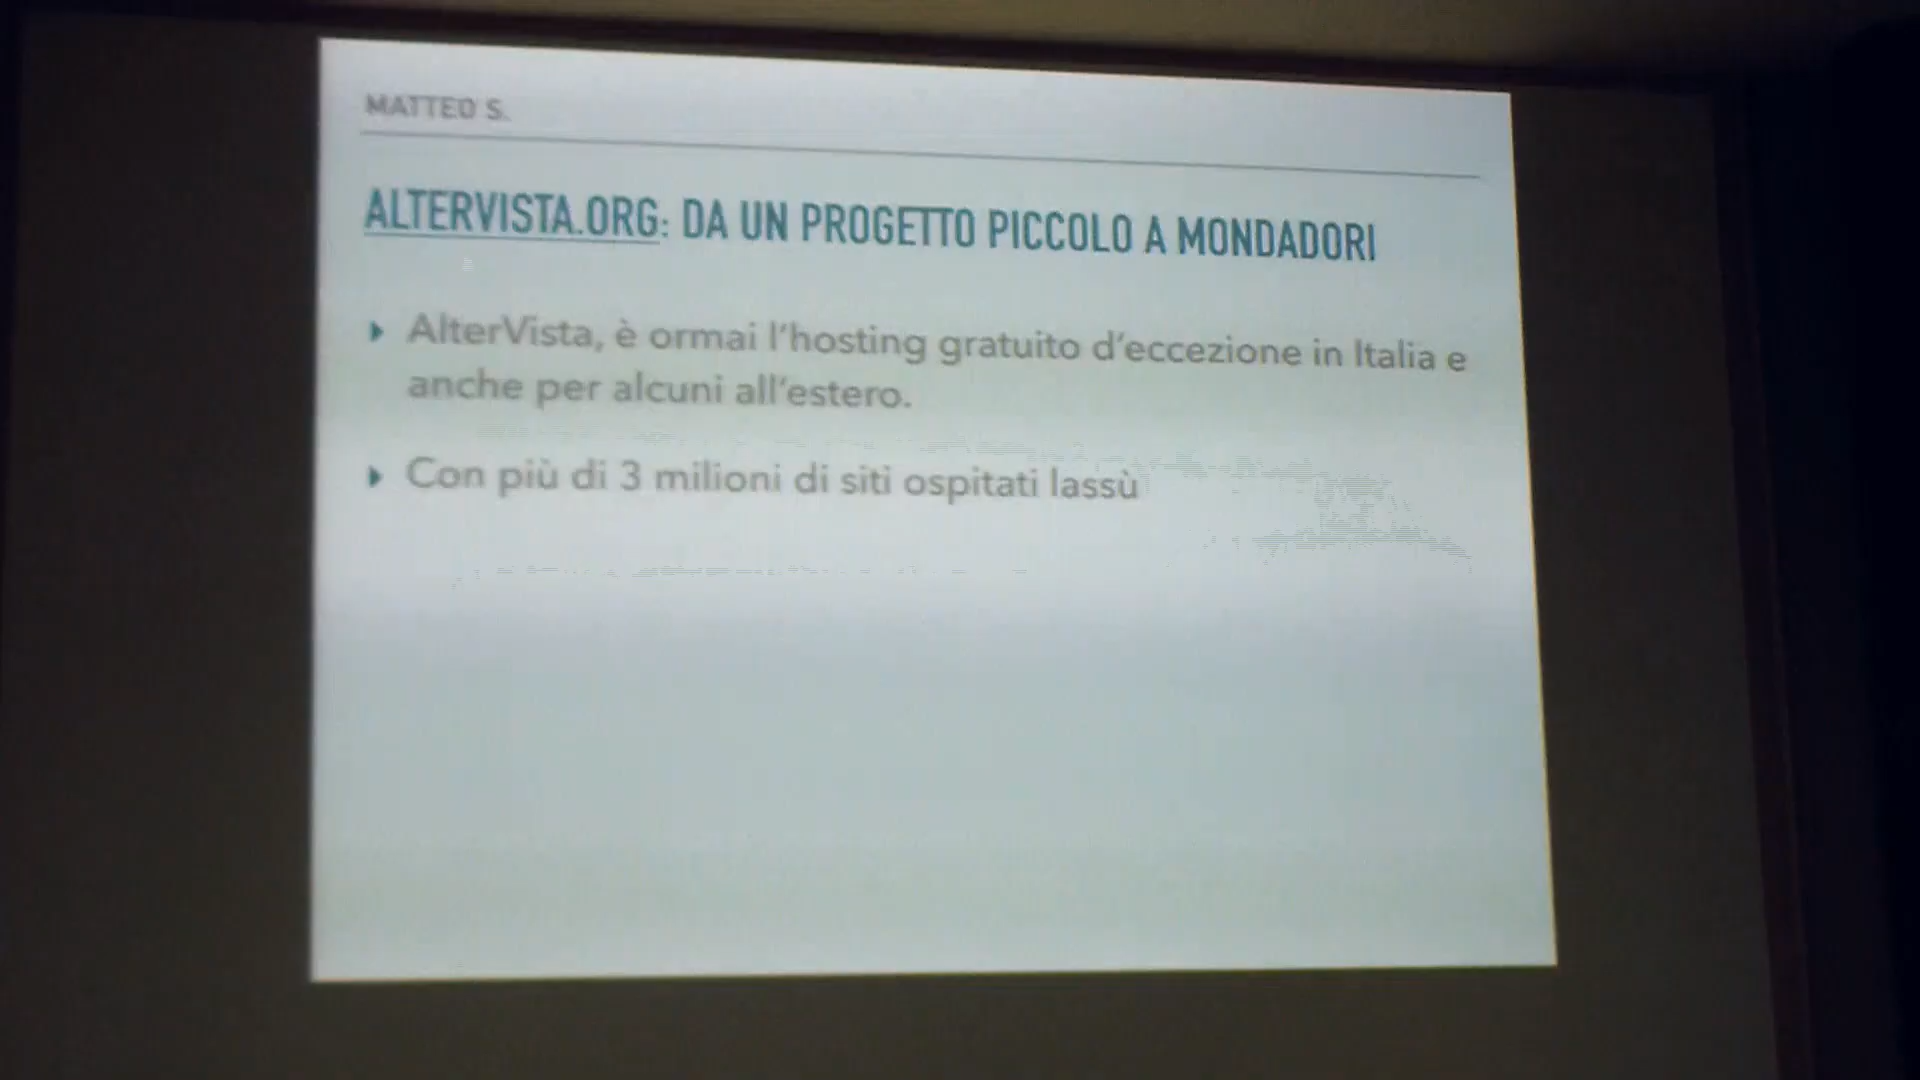 MATTEO S.
ALTERVISTA.ORG: DA UN PROGETTO PICCOLO A MONDADORI
AlterVista, è ormai l'hosting gratuito d'eccezione in Italia e
anche per alcuni all'estero.
Con più di 3 milioni di siti ospitati lassù